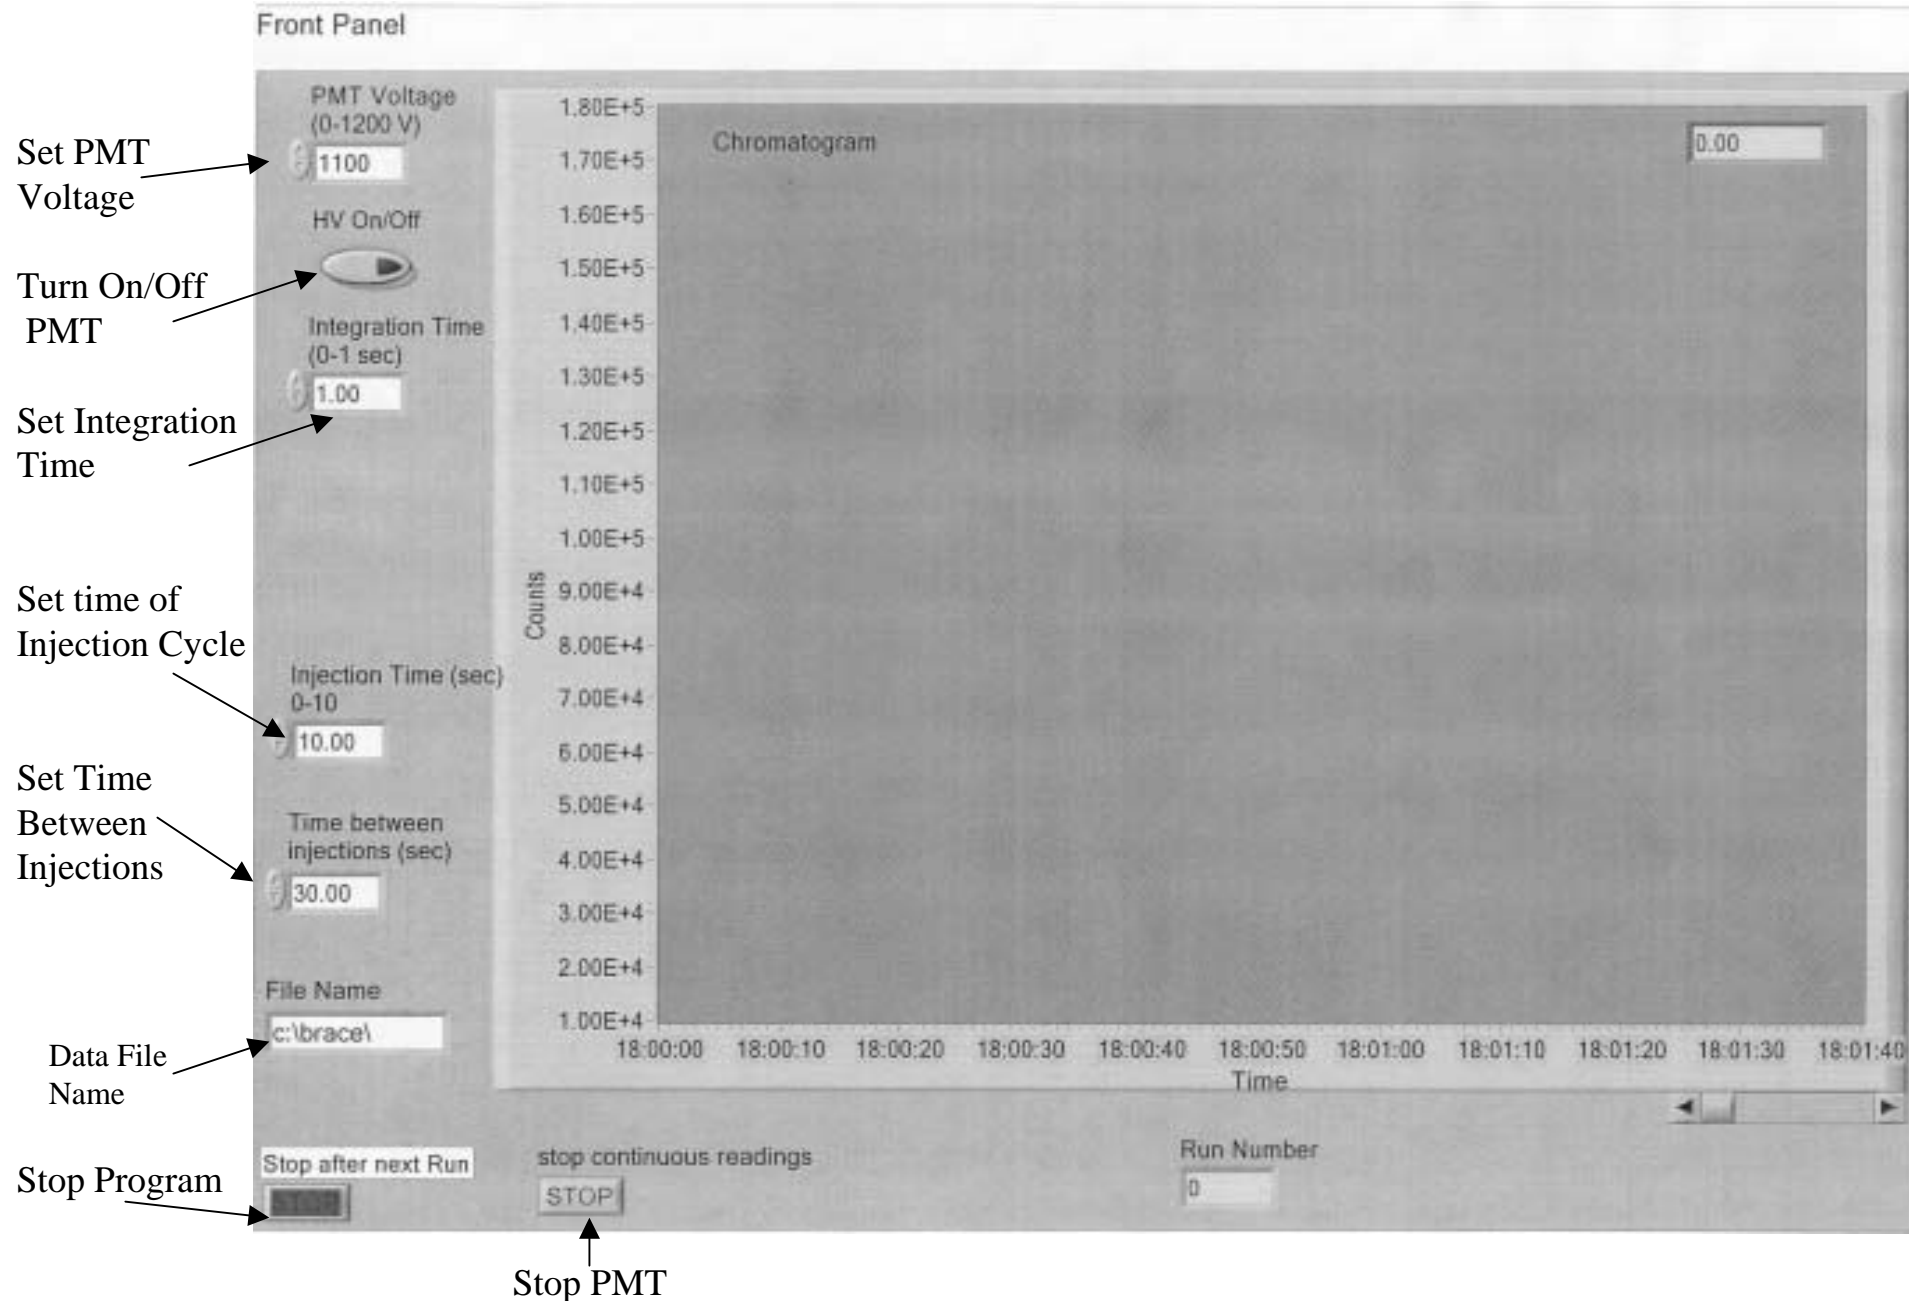 Front Panel
Set PMT
Voltage
Turn On/Off
PMT
Set Integration
Time
Set time of
Injection Cycle
Set Time
Between
Injections
Data File
Name
Stop Program
PMT Voltage
(0-1200 V)
1100
HV On/Off
Integration Time
(0-1 sec)
1.00
Injection Time (sec)
0-10
10.00
Time between
injections (sec)
30.00
File Name
c:\brace\
Stop after next Run
Chromatogram
0.00
Counts
1.80E+5
1.70E+5
1.60E+5
1.50E+5
1.40E+5
1.30E+5
1.20E+5
1.10E+5
1.00E+5
9.00E+4
8.00E+4
7.00E+4
6.00E+4
5.00E+4
4.00E+4
3.00E+4
2.00E+4
1.00E+4
18:00:00 18:00:10 18:00:20 18:00:30 18:00:40 18:00:50 18:01:00 18:01:10 18:01:20 18:01:30 18:01:40
Time
stop continuous readings
STOP
Run Number
0
Stop PMT